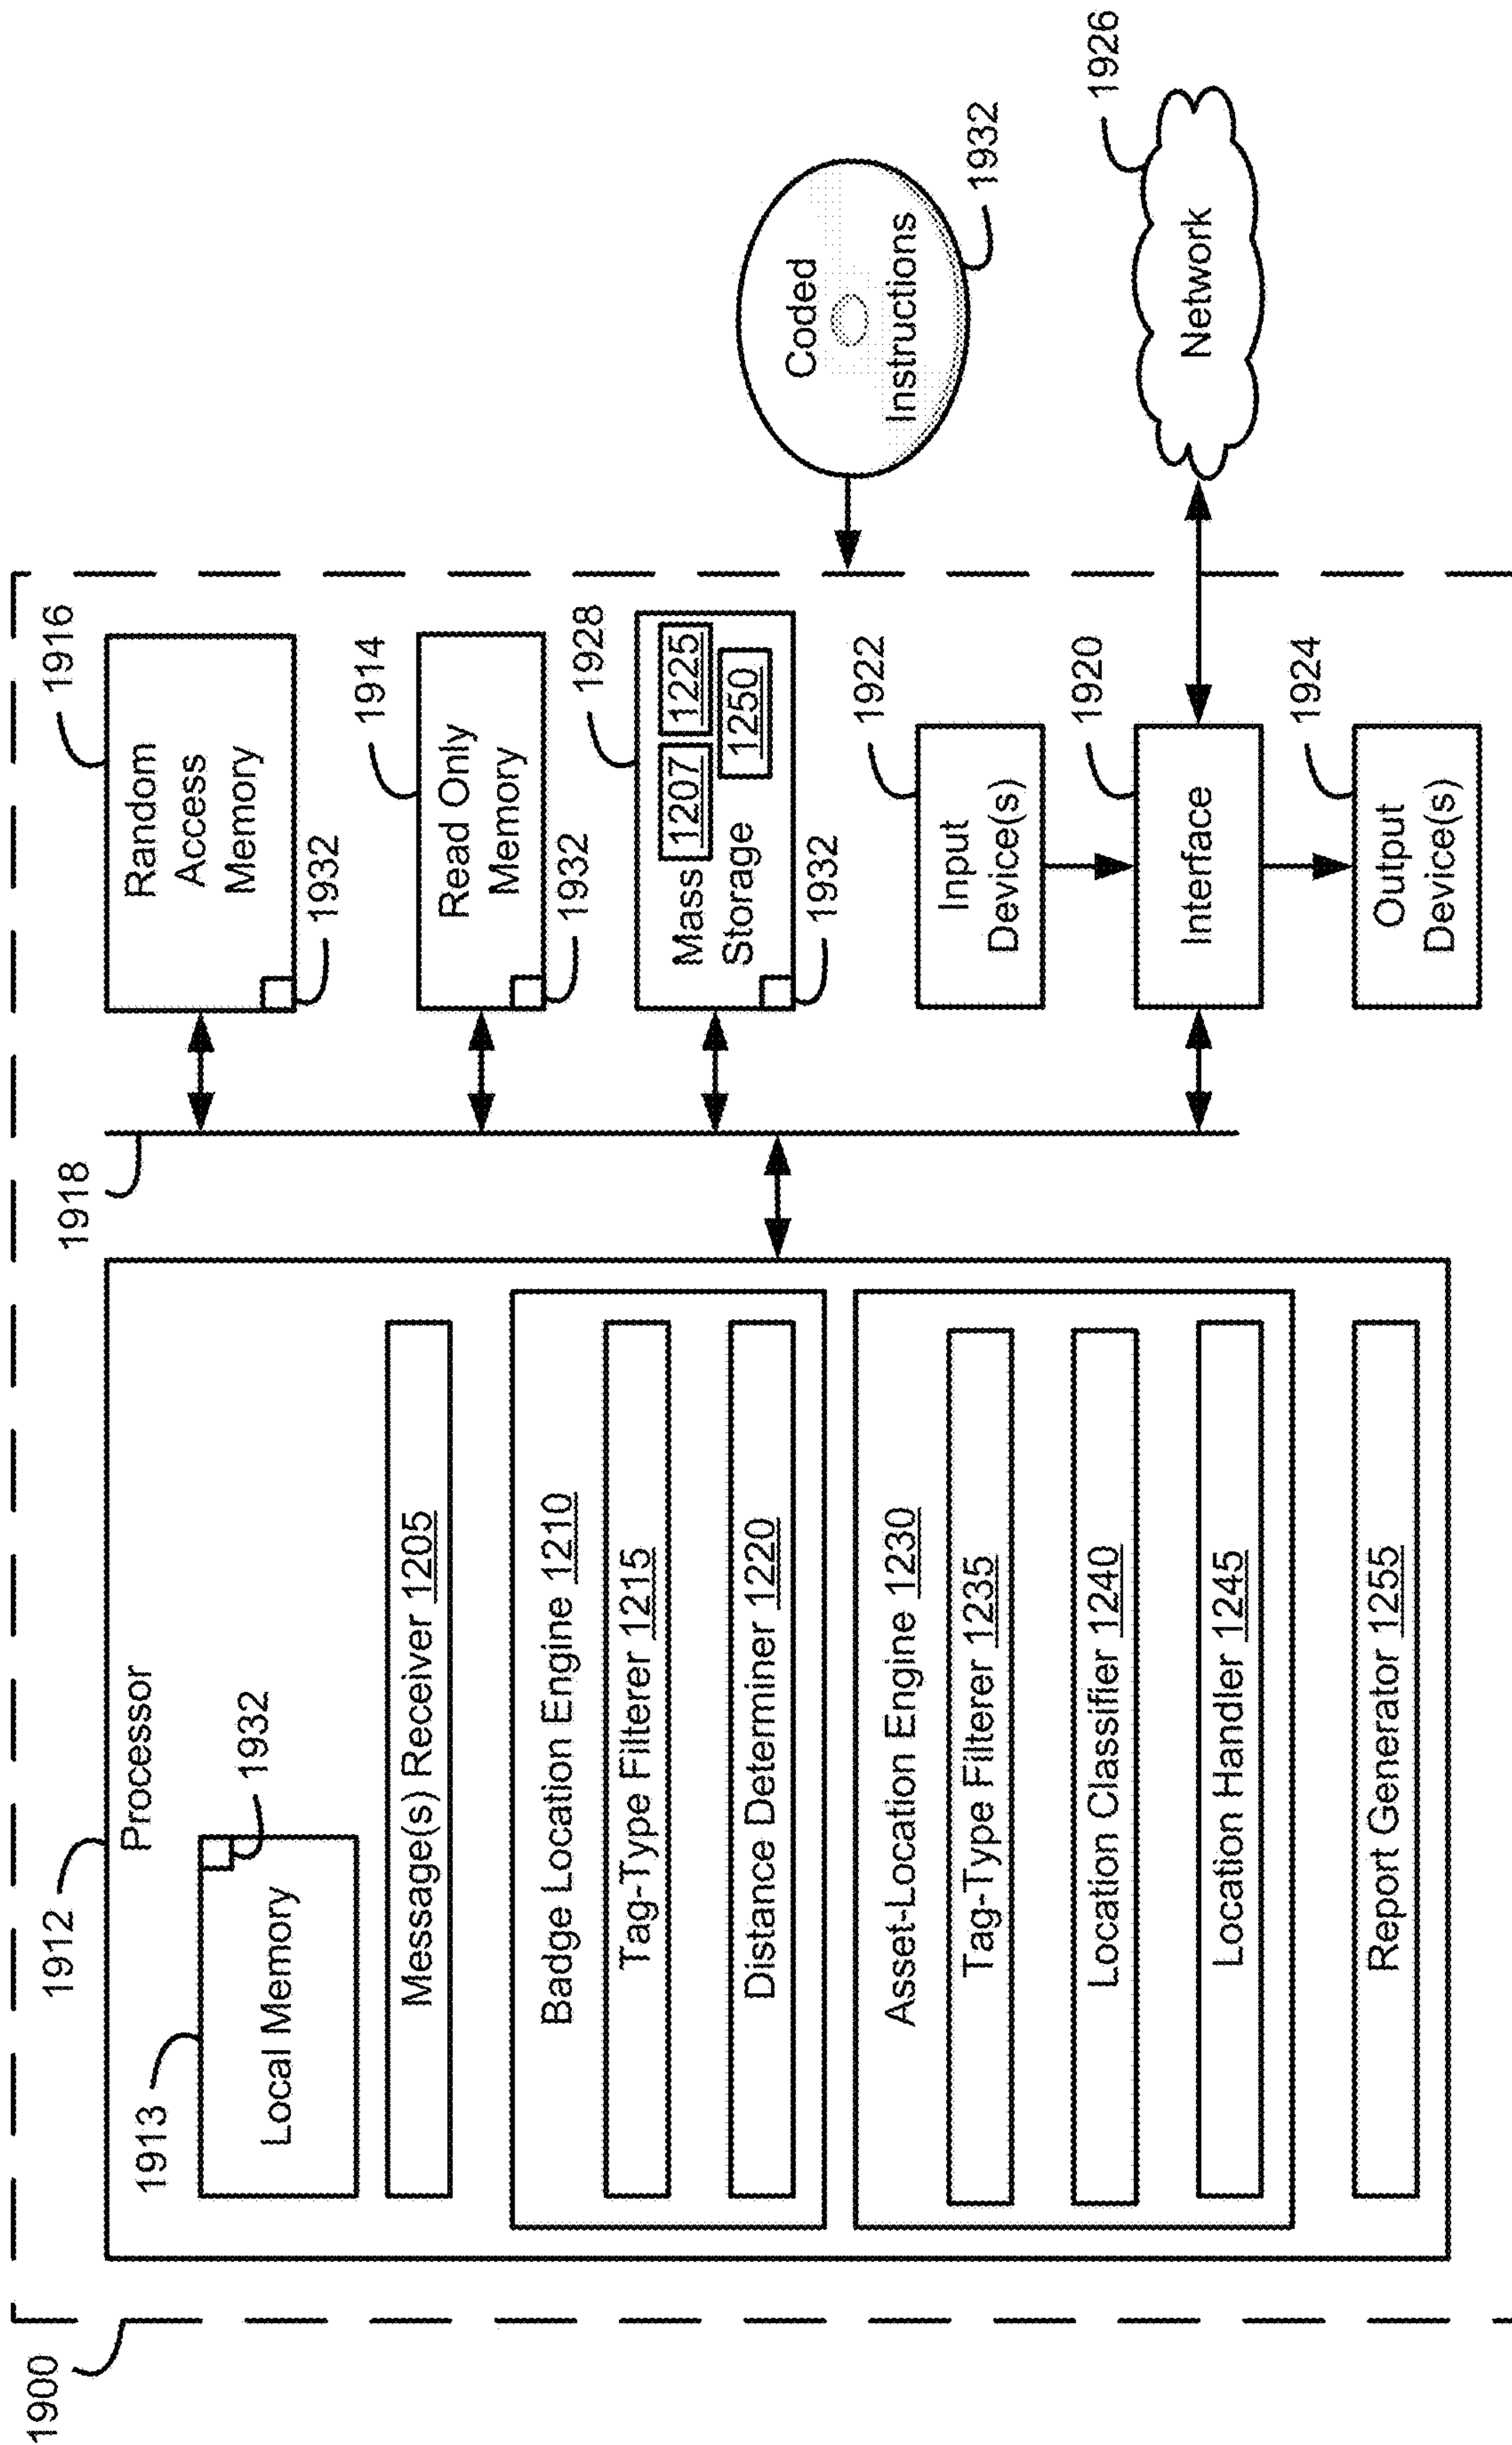 1900
1912
Processor
1913
Local Memory
1932
Message(s) Receiver 1205
Badge Location Engine 1210
Tag-Type Filterer 1215
Distance Determiner 1220
Asset-Location Engine 1230
Tag-Type Filterer 1235
Location Classifier 1240
Location Handler 1245
Report Generator 1255
1918
1916
Random
Access
Memory
1932
1914
Read Only
Memory
1932
1928
Mass
Storage
1207
1225
1250
1932
1922
Input
Device(s)
1920
Interface
1924
Output
Device(s)
Coded
Instructions
1932
1926
Network